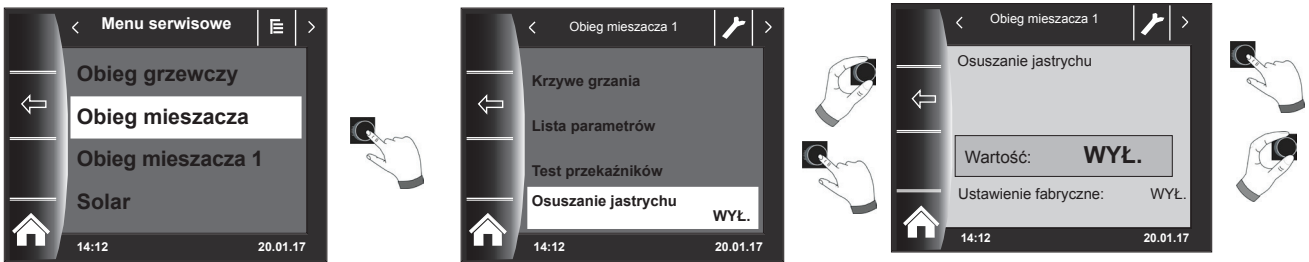 Menu serwisowe
Obieg grzewczy
Obieg mieszacza
Obieg mieszacza 1
Solar
14:12 20.01.17
Obieg mieszacza 1
Krzywe grzania
Lista parametrów
Test przekaźników
Osuszanie jastrychu
WYŁ.
14:12 20.01.17
Obieg mieszacza 1
Osuszanie jastrychu
Wartość: WYŁ.
Ustawienie fabryczne: WYŁ.
14:12 20.01.17